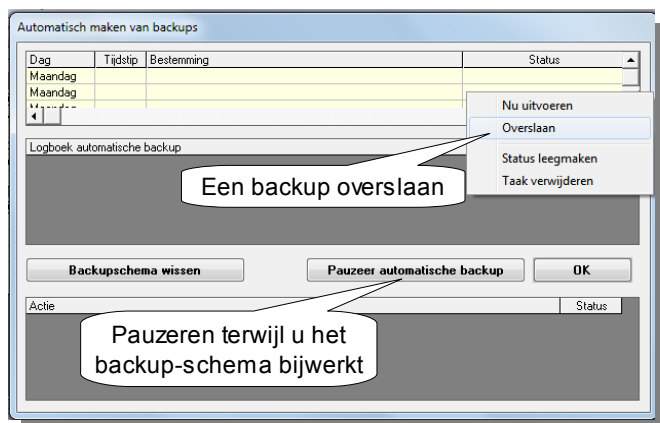 Automatisch maken van backups
Dag Tijdstip Bestemming Status
Maandag
Maandag
Maandag
Nu uitvoeren
Overslaan
Status leegmaken
Taak verwijderen
Logboek automatische backup
Een backup overslaan
Backupschema wissen Pauzeer automatische backup OK
Actie Status
Pauzeren terwijl u het
backup-schema bijwerkt